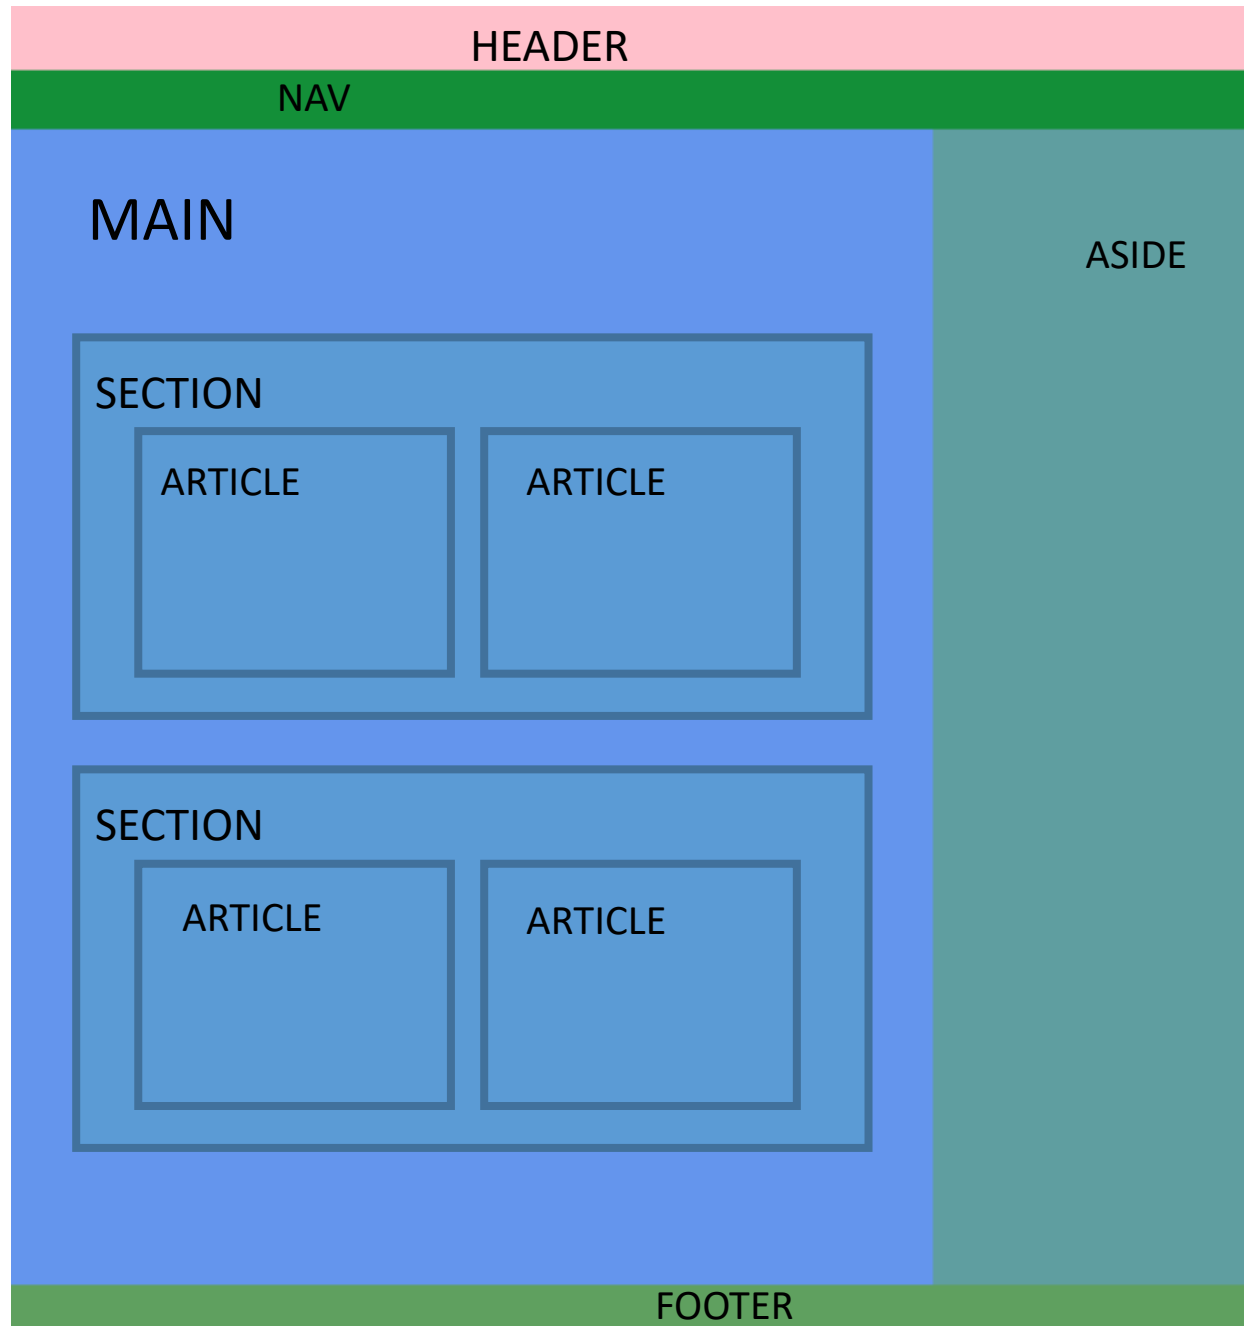 HEADER
NAV
MAIN
ASIDE
SECTION
ARTICLE
ARTICLE
SECTION
ARTICLE
ARTICLE
FOOTER